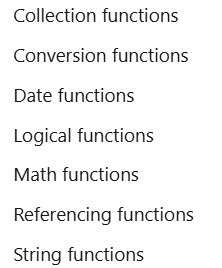 Collection functions
Conversion functions
Date functions
Logical functions
Math functions
Referencing functions
String functions